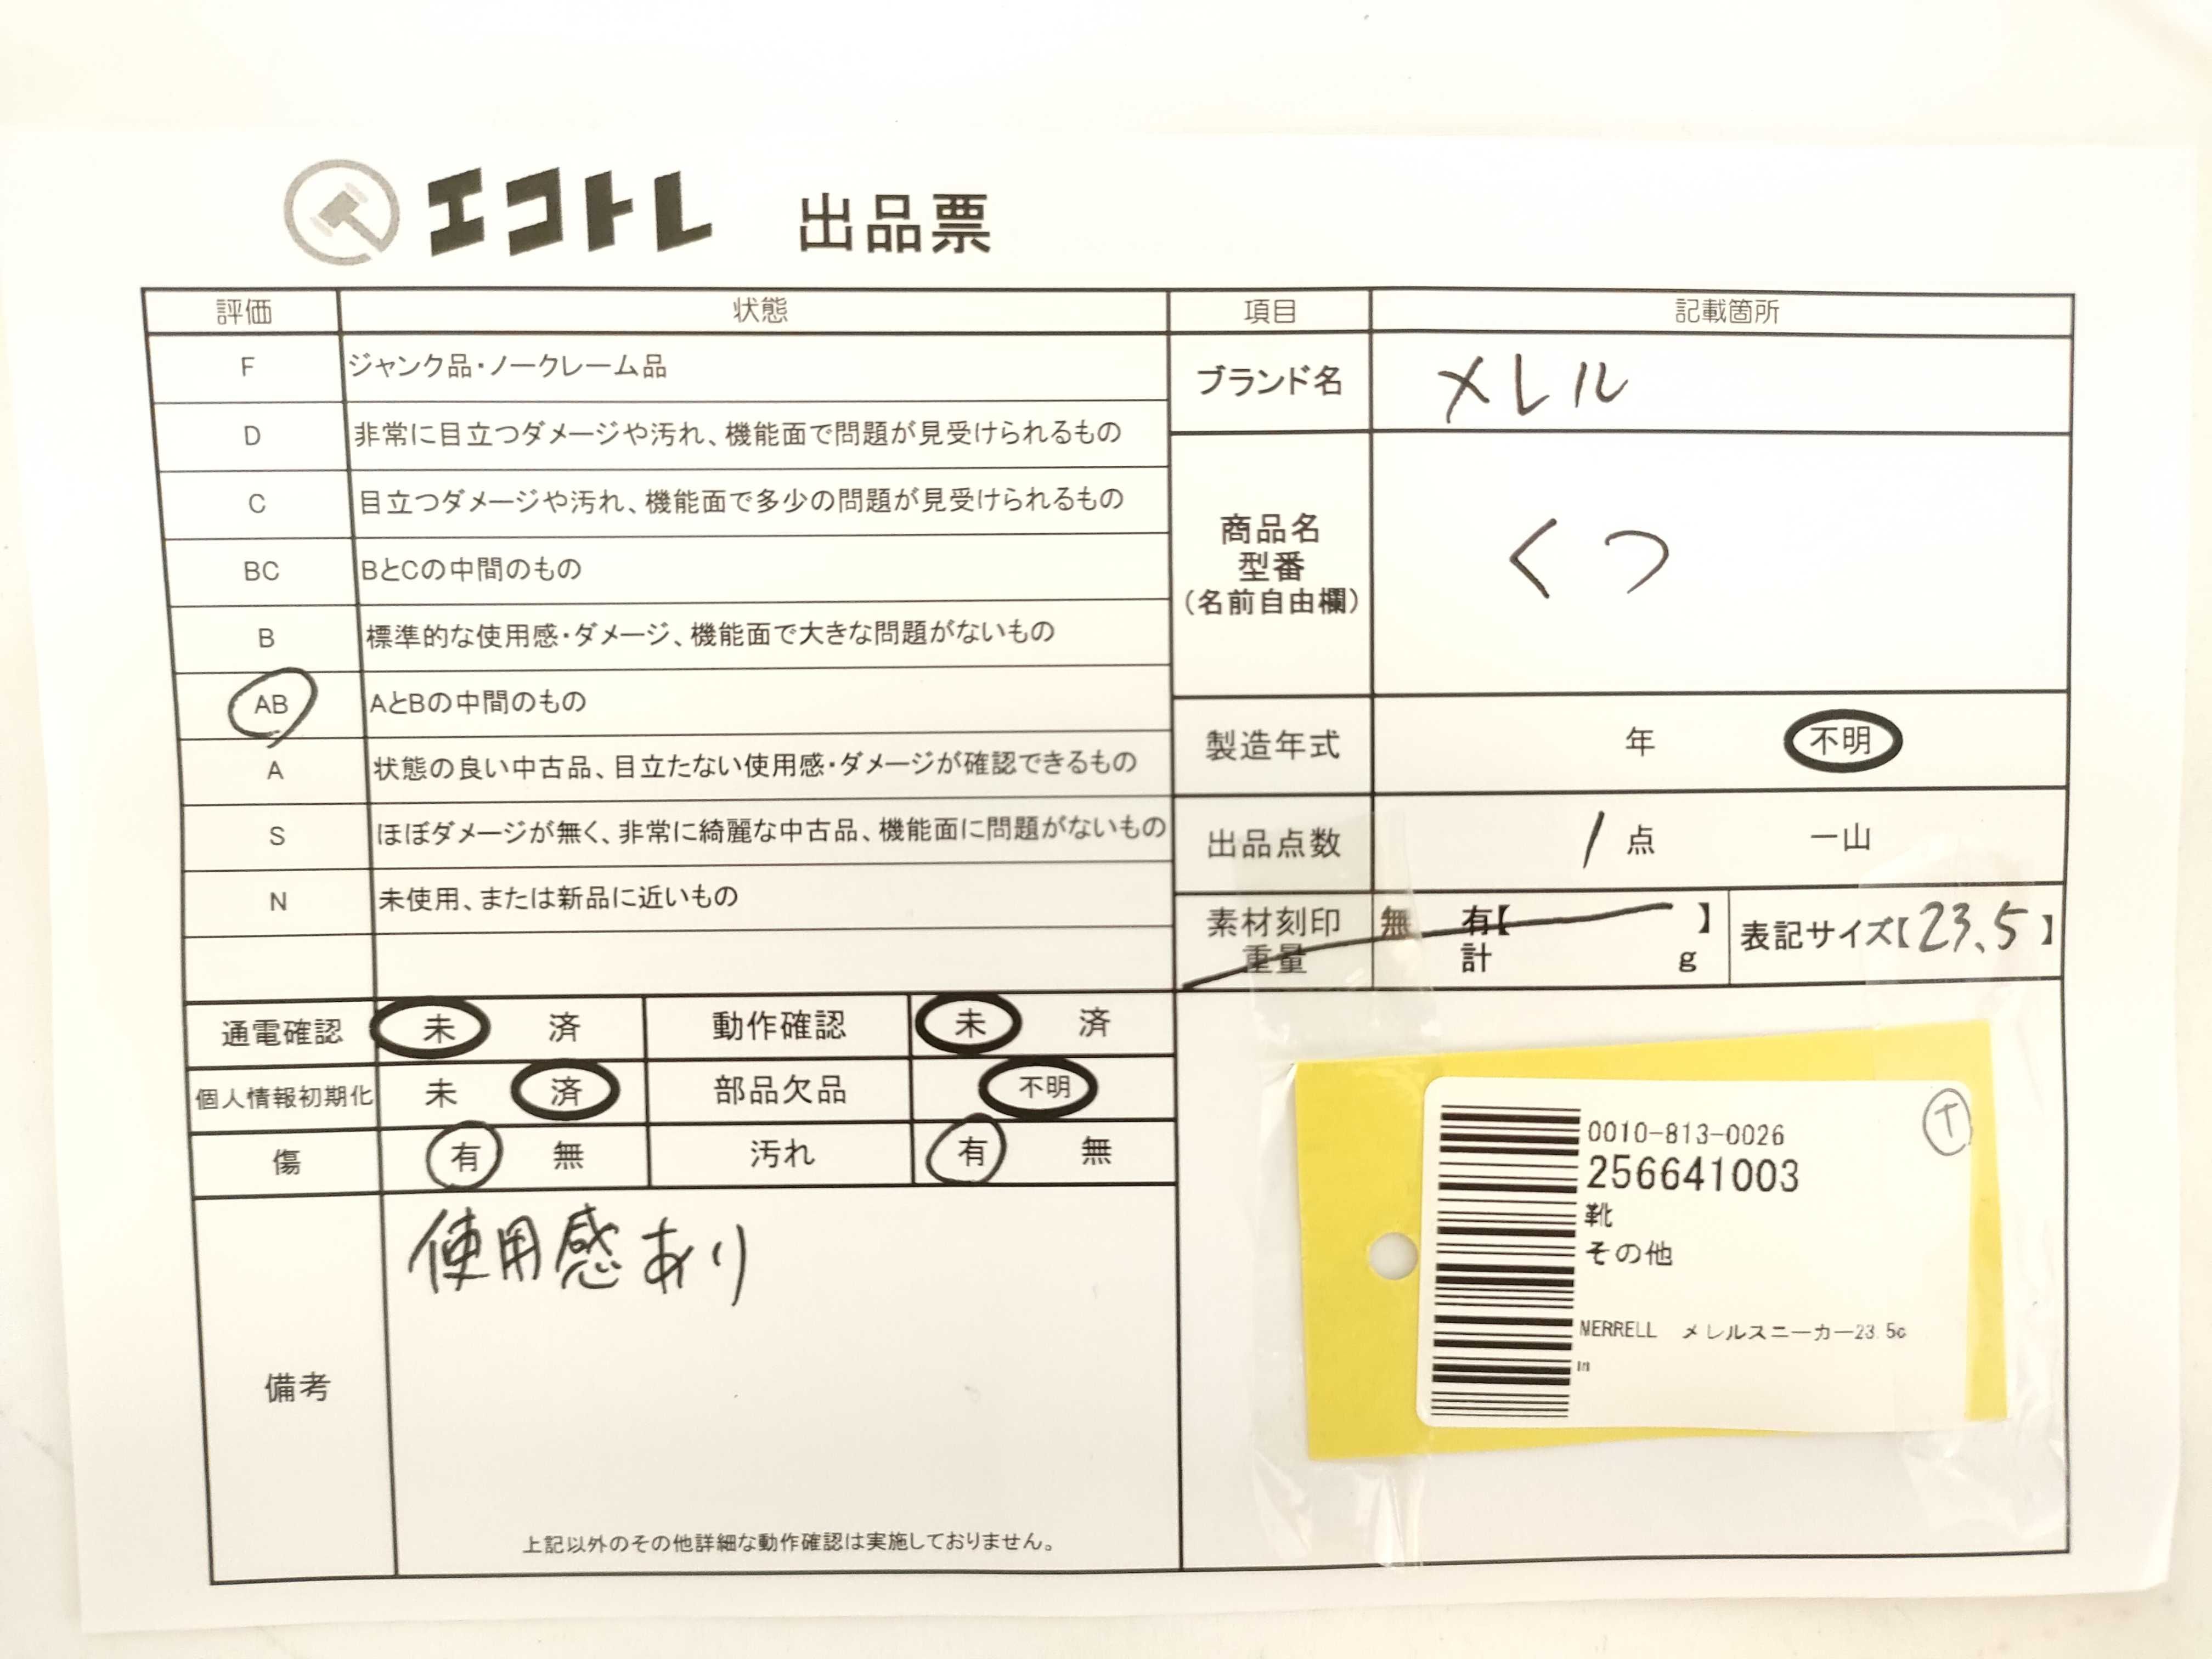 エコトレ 出品票
評価 状態
F ジャンク品・ノークレーム品
D 非常に目立つダメージや汚れ、機能面で問題が見受けられるもの
C 目立つダメージや汚れ、機能面で多少の問題が見受けられるもの
BC BとCの中間のもの
B 標準的な使用感・ダメージ、機能面で大きな問題がないもの
AB AとBの中間のもの
A 状態の良い中古品、目立たない使用感・ダメージが確認できるもの
S ほぼダメージが無く、非常に綺麗な中古品、機能面に問題がないもの
N 未使用、または新品に近いもの
項目 記載箇所
ブランド名 メレル
商品名
型番
(名前自由欄)
くつ
製造年式 年 不明
出品点数 1 点 一山
素材刻印 無 有【 】
重量 計 g
表記サイズ【23.5】
通電確認 未 済 動作確認 未 済
個人情報初期化 未 済 部品欠品 不明
傷 有 無 汚れ 有 無
備考
使用感あり
上記以外のその他詳細な動作確認は実施しておりません。
T
0010-813-0026
256641003
靴
その他
MERRELL メレルスニーカー23.5c
m